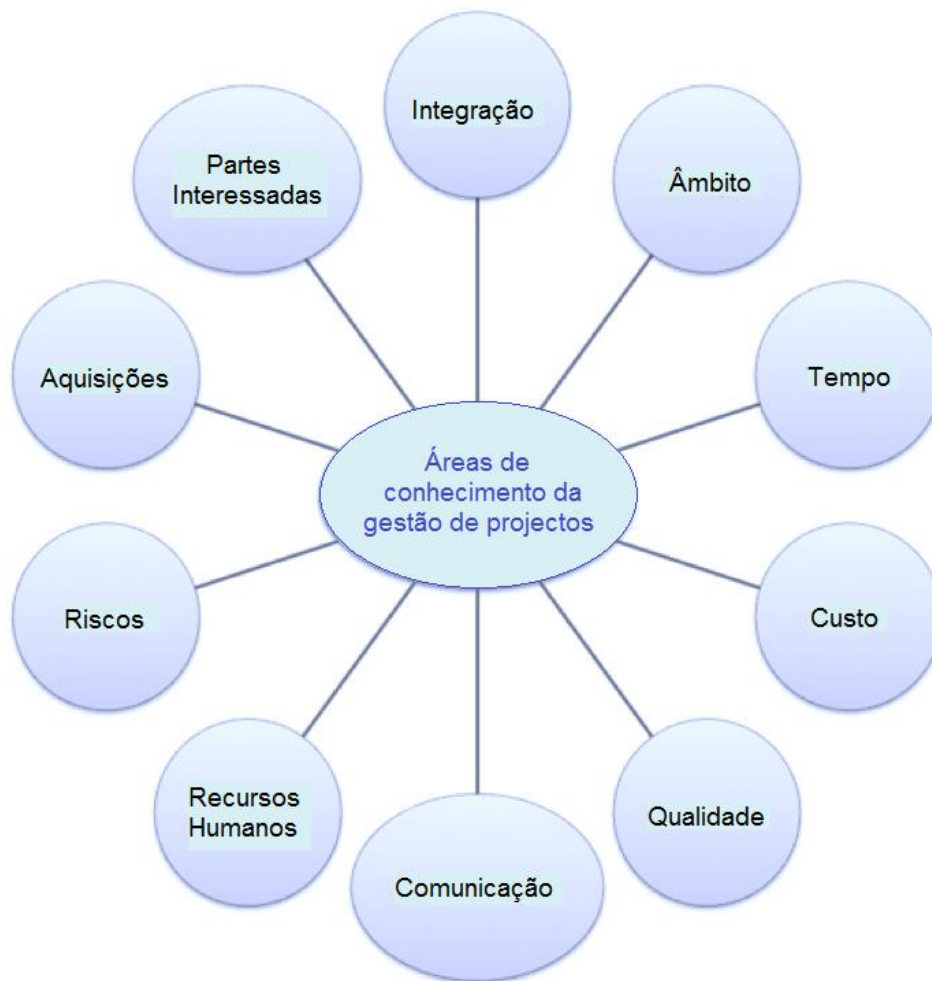 Integração
Partes
Interessadas
Âmbito
Aquisições
Tempo
Áreas de
conhecimento da
gestão de projectos
Riscos
Custo
Recursos
Humanos
Qualidade
Comunicação